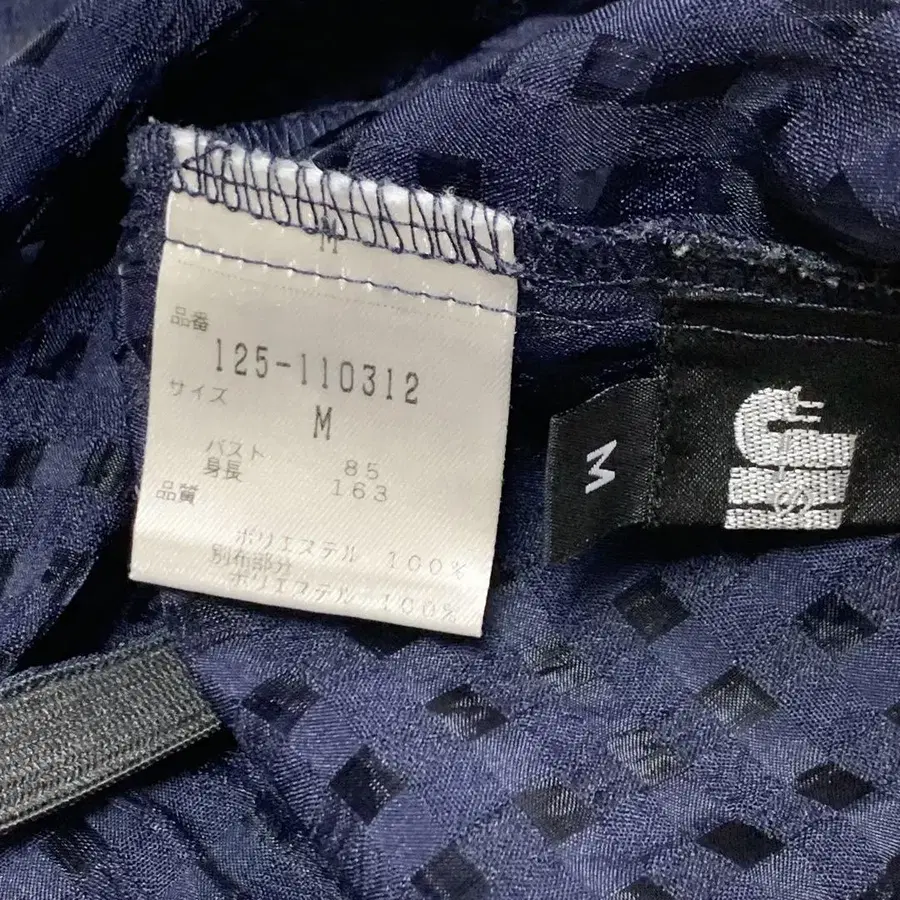 M
品番
125-110312
サイズ
M
バスト 85
身長 163
品質
ポリエステル 100%
別布部分
ポリエステル 100%
M